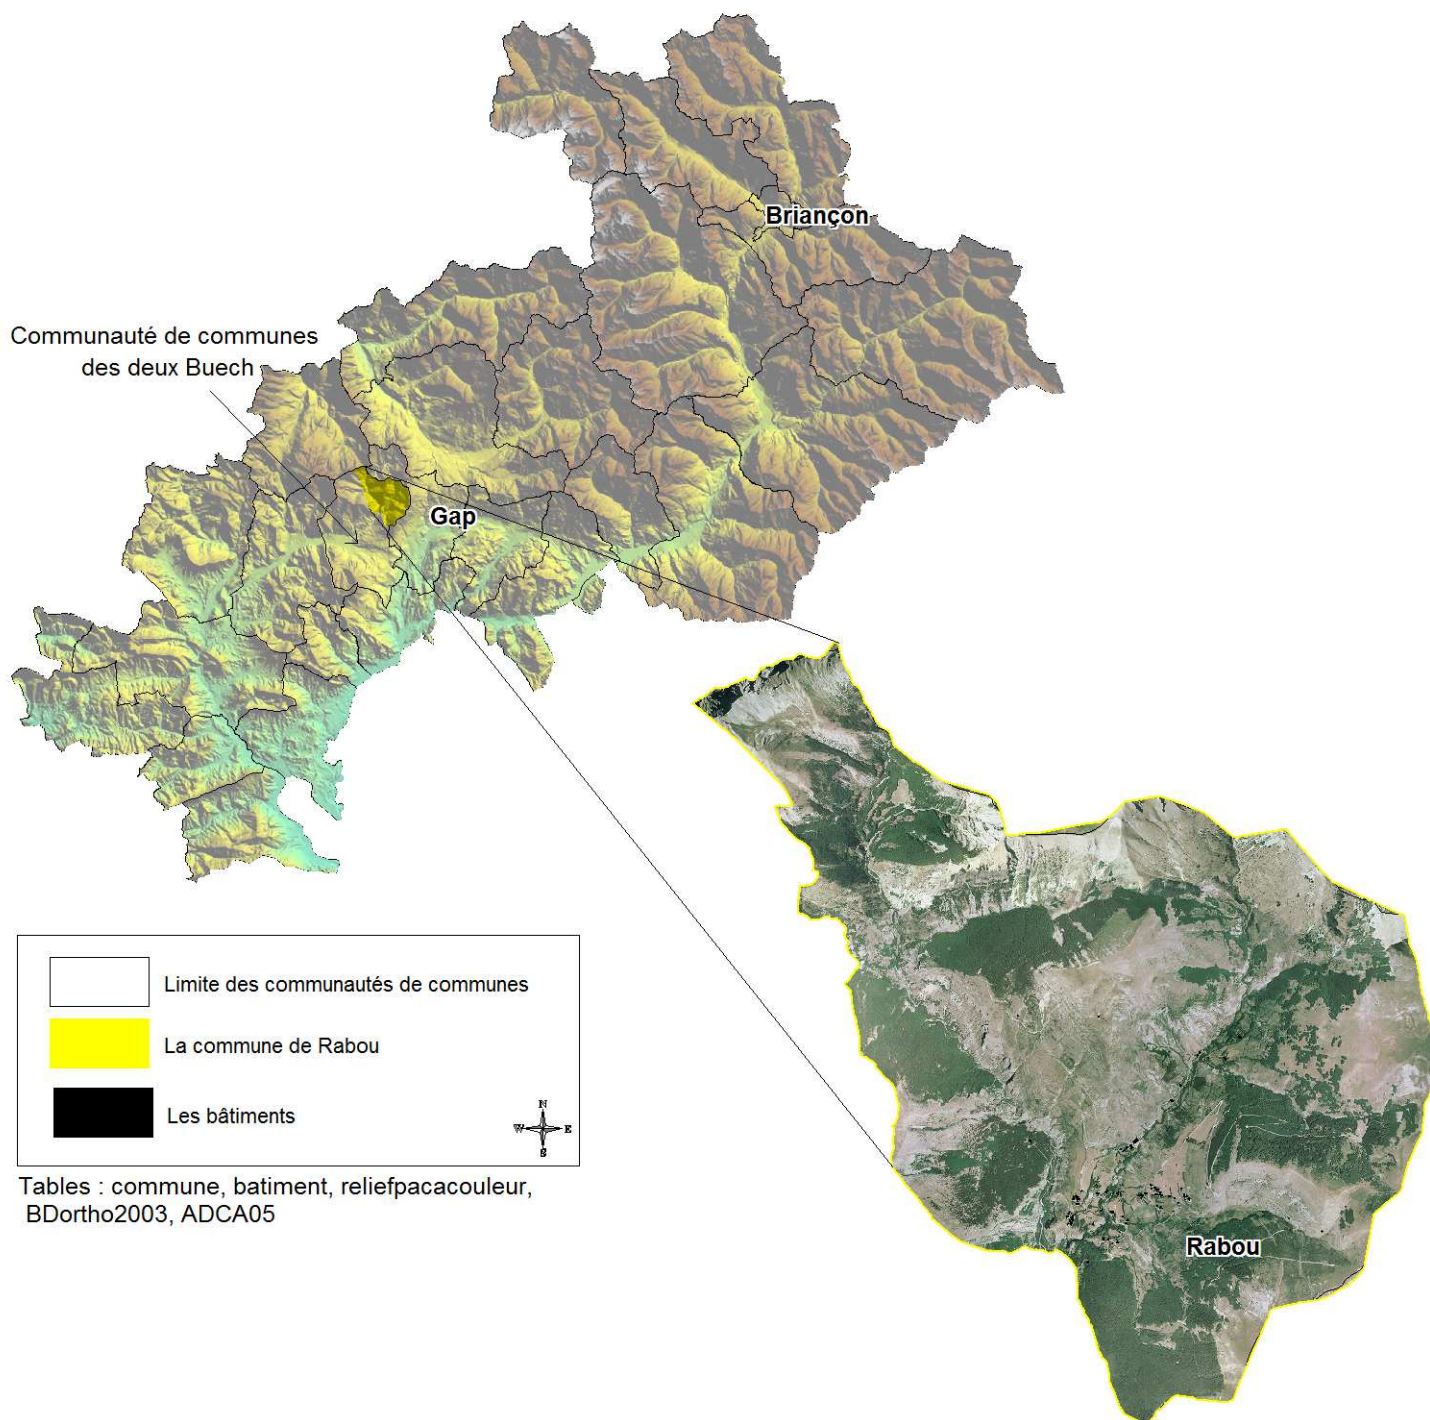 Briançon
Communauté de communes
des deux Buech
Gap
Limite des communautés de communes
La commune de Rabou
Les bâtiments
N
W E
S
Tables : commune, batiment, reliefpacacouleur,
BDortho2003, ADCA05
Rabou